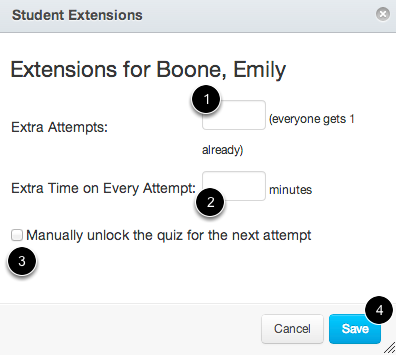 Student Extensions
Extensions for Boone, Emily
1
Extra Attempts: (everyone gets 1
already)
Extra Time on Every Attempt: minutes
2
Manually unlock the quiz for the next attempt
3
4
Cancel Save